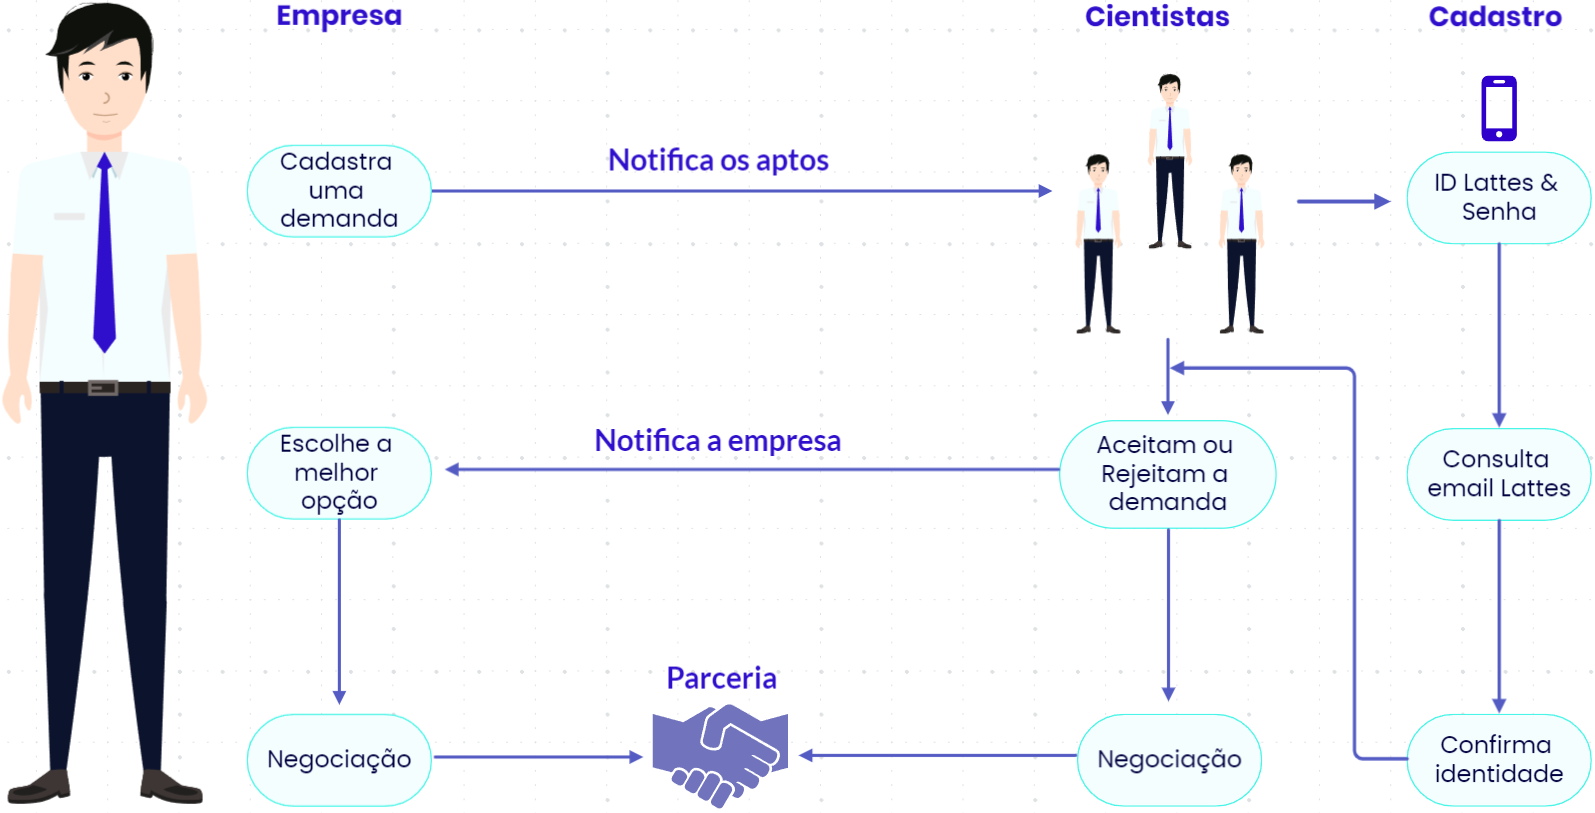 Empresa
Cientistas
Cadastro
Cadastra
uma
demanda
Notifica os aptos
ID Lattes &
Senha
Escolhe a
melhor
opção
Notifica a empresa
Aceitam ou
Rejeitam a
demanda
Consulta
email Lattes
Negociação
Parceria
Negociação
Confirma
identidade